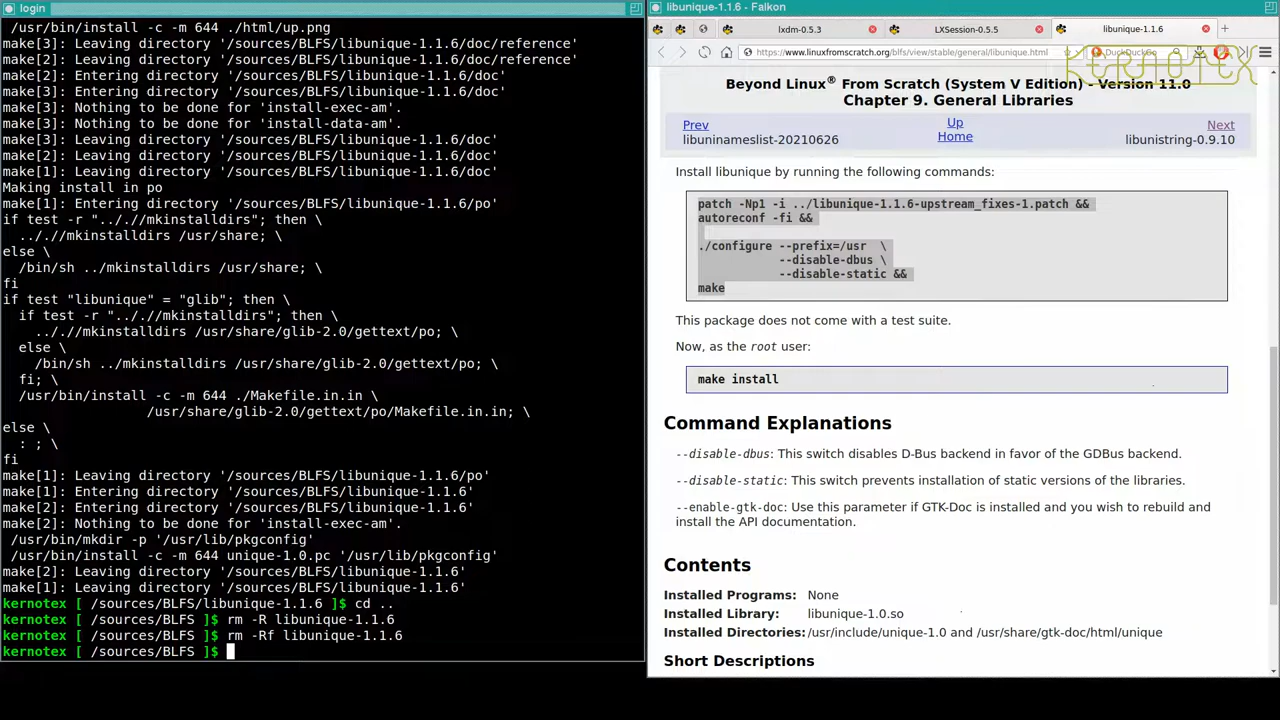 login
/usr/bin/install -c -m 644 ./html/up.png
make[3]: Leaving directory '/sources/BLFS/libunique-1.1.6/doc/reference'
make[2]: Leaving directory '/sources/BLFS/libunique-1.1.6/doc/reference'
make[2]: Entering directory '/sources/BLFS/libunique-1.1.6/doc'
make[3]: Entering directory '/sources/BLFS/libunique-1.1.6/doc'
make[3]: Nothing to be done for 'install-exec-am'.
make[3]: Nothing to be done for 'install-data-am'.
make[3]: Leaving directory '/sources/BLFS/libunique-1.1.6/doc'
make[2]: Leaving directory '/sources/BLFS/libunique-1.1.6/doc'
make[1]: Leaving directory '/sources/BLFS/libunique-1.1.6/doc'
Making install in po
make[1]: Entering directory '/sources/BLFS/libunique-1.1.6/po'
if test -r ".././/mkinstalldirs"; then \
.././/mkinstalldirs /usr/share; \
else \
/bin/sh ../mkinstalldirs /usr/share; \
fi
if test "libunique" = "glib"; then \
if test -r ".././/mkinstalldirs"; then \
.././/mkinstalldirs /usr/share/glib-2.0/gettext/po; \
else \
/bin/sh ../mkinstalldirs /usr/share/glib-2.0/gettext/po; \
fi; \
/usr/bin/install -c -m 644 ./Makefile.in.in \
/usr/share/glib-2.0/gettext/po/Makefile.in.in; \
else \
: ; \
fi
make[1]: Leaving directory '/sources/BLFS/libunique-1.1.6/po'
make[1]: Entering directory '/sources/BLFS/libunique-1.1.6'
make[2]: Entering directory '/sources/BLFS/libunique-1.1.6'
make[2]: Nothing to be done for 'install-exec-am'.
/usr/bin/mkdir -p '/usr/lib/pkgconfig'
/usr/bin/install -c -m 644 unique-1.0.pc '/usr/lib/pkgconfig'
make[2]: Leaving directory '/sources/BLFS/libunique-1.1.6'
make[1]: Leaving directory '/sources/BLFS/libunique-1.1.6'
kernotex [ /sources/BLFS/libunique-1.1.6 ]$ cd ..
kernotex [ /sources/BLFS ]$ rm -R libunique-1.1.6
kernotex [ /sources/BLFS ]$ rm -Rf libunique-1.1.6
kernotex [ /sources/BLFS ]$
libunique-1.1.6 - Falkon
lxdm-0.5.3
LXSession-0.5.5
libunique-1.1.6
https://www.linuxfromscratch.org/blfs/view/stable/general/libunique.html
DuckDuckGo
KERNOTEX
Beyond Linux® From Scratch (System V Edition) - Version 11.0
Chapter 9. General Libraries
Prev
Up
Next
libuninameslist-20210626
Home
libunistring-0.9.10
Install libunique by running the following commands:
patch -Np1 -i ../libunique-1.1.6-upstream_fixes-1.patch &&
autoreconf -fi &&
./configure --prefix=/usr \
--disable-dbus \
--disable-static &&
make
This package does not come with a test suite.
Now, as the root user:
make install
Command Explanations
--disable-dbus: This switch disables D-Bus backend in favor of the GDBus backend.
--disable-static: This switch prevents installation of static versions of the libraries.
--enable-gtk-doc: Use this parameter if GTK-Doc is installed and you wish to rebuild and
install the API documentation.
Contents
Installed Programs: None
Installed Library: libunique-1.0.so
Installed Directories: /usr/include/unique-1.0 and /usr/share/gtk-doc/html/unique
Short Descriptions